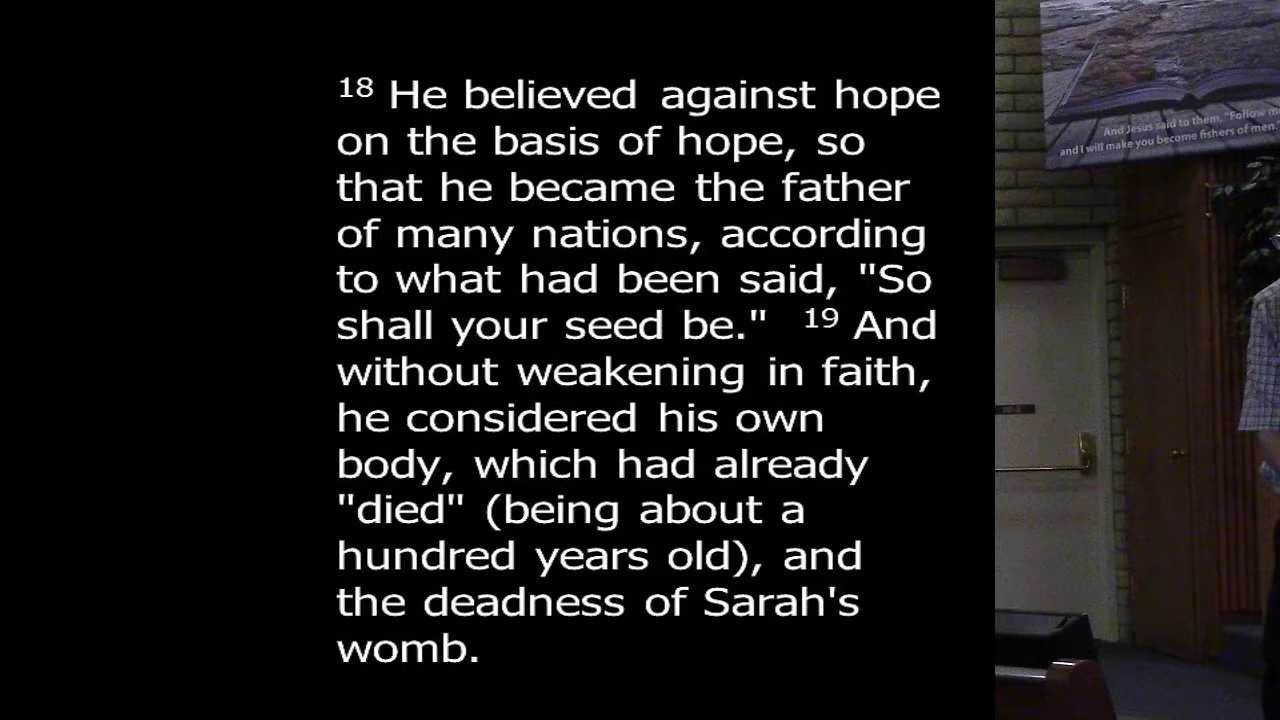 18 He believed against hope
on the basis of hope, so
that he became the father
of many nations, according
to what had been said, "So
shall your seed be." 19 And
without weakening in faith,
he considered his own
body, which had already
"died" (being about a
hundred years old), and
the deadness of Sarah's
womb.
And Jesus said to them, "Follow
and I will make you become fishers of men.